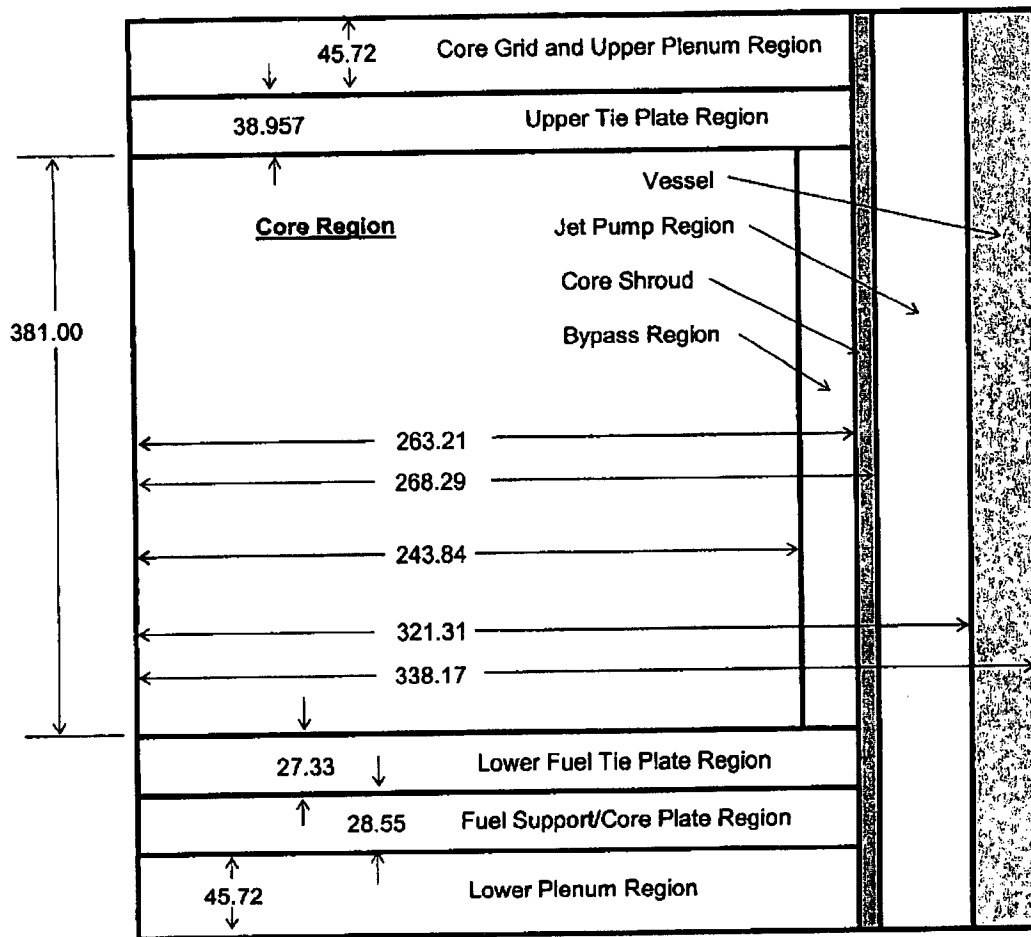 45.72 Core Grid and Upper Plenum Region
38.957 Upper Tie Plate Region
Vessel
Core Region
Jet Pump Region
Core Shroud
381.00
Bypass Region
263.21
268.29
243.84
321.31
338.17
27.33 Lower Fuel Tie Plate Region
28.55 Fuel Support/Core Plate Region
45.72 Lower Plenum Region